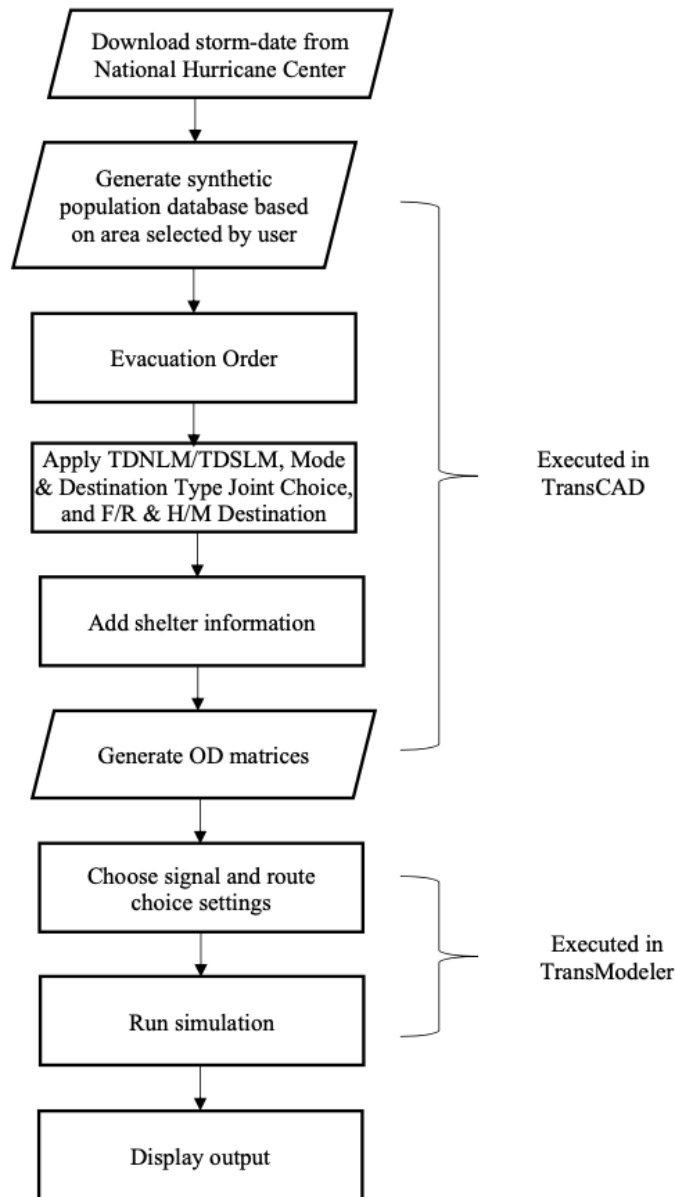 Download storm-date from
National Hurricane Center
Generate synthetic
population database based
on area selected by user
Evacuation Order
Apply TDNLM/TDSLM, Mode
& Destination Type Joint Choice,
and F/R & H/M Destination
Executed in
TransCAD
Add shelter information
Generate OD matrices
Choose signal and route
choice settings
Executed in
TransModeler
Run simulation
Display output